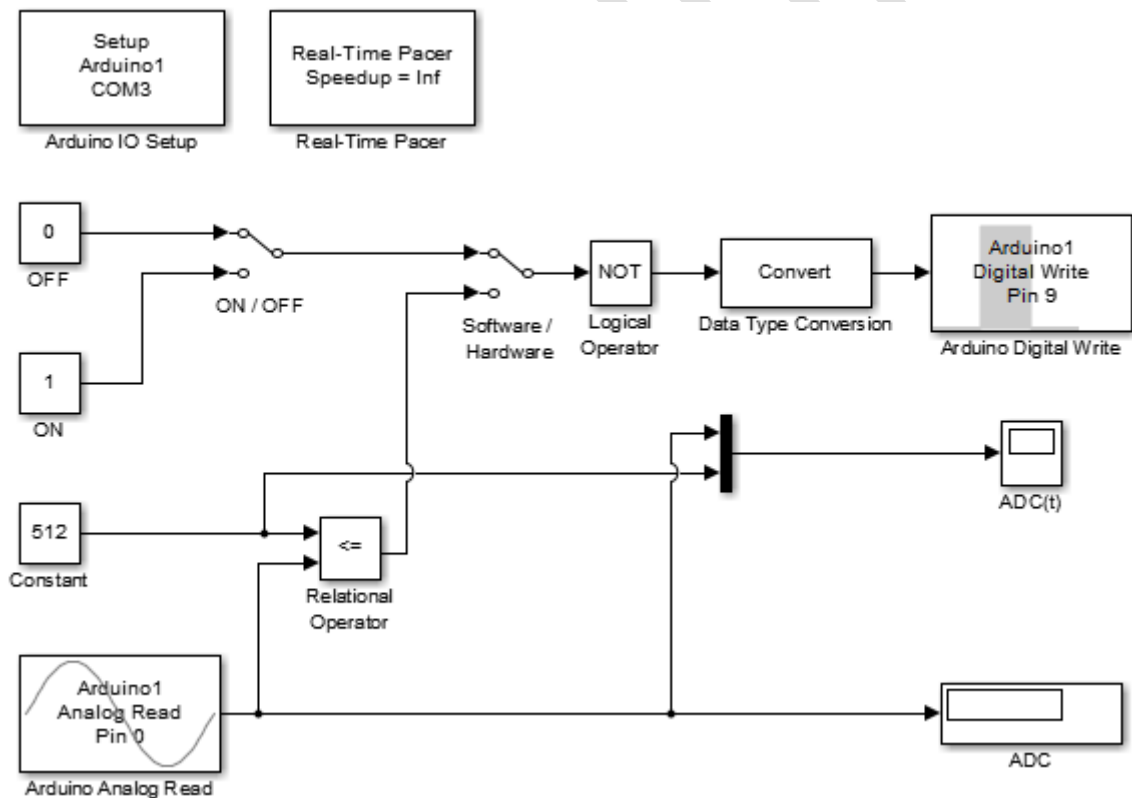 Setup
Arduino1
COM3
Arduino IO Setup
Real-Time Pacer
Speedup = Inf
Real-Time Pacer
0
OFF
ON / OFF
Software /
Hardware
NOT
Logical
Operator
Convert
Data Type Conversion
Arduino1
Digital Write
Pin 9
Arduino Digital Write
1
ON
ADC(t)
512
Constant
<=
Relational
Operator
Arduino1
Analog Read
Pin 0
Arduino Analog Read
ADC